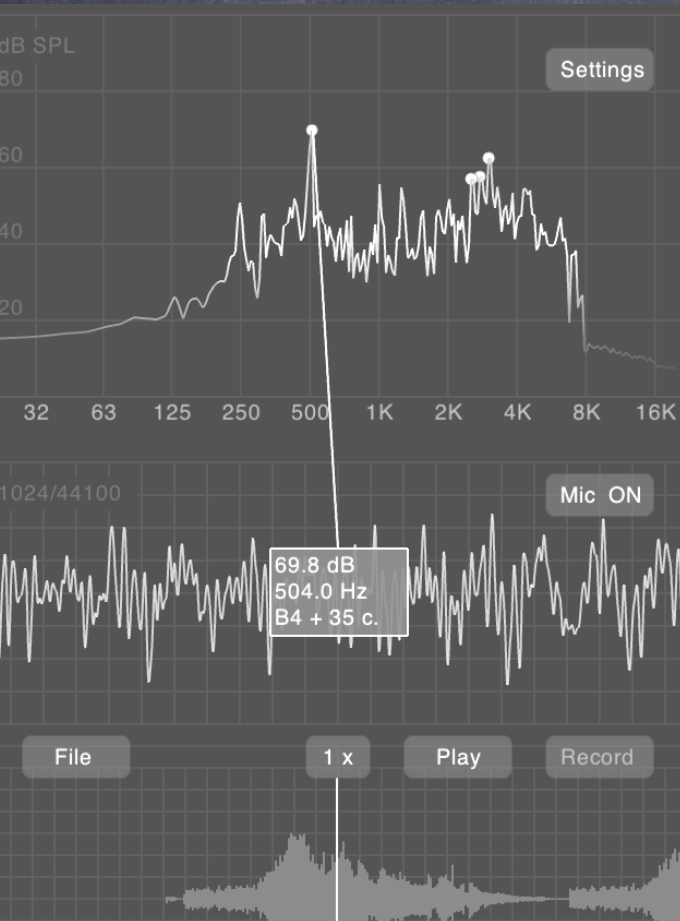 dB SPL
80
Settings
60
40
20
32 63 125 250 500 1K 2K 4K 8K 16K
1024/44100
Mic ON
69.8 dB
504.0 Hz
B4 + 35 c.
File 1 x Play Record